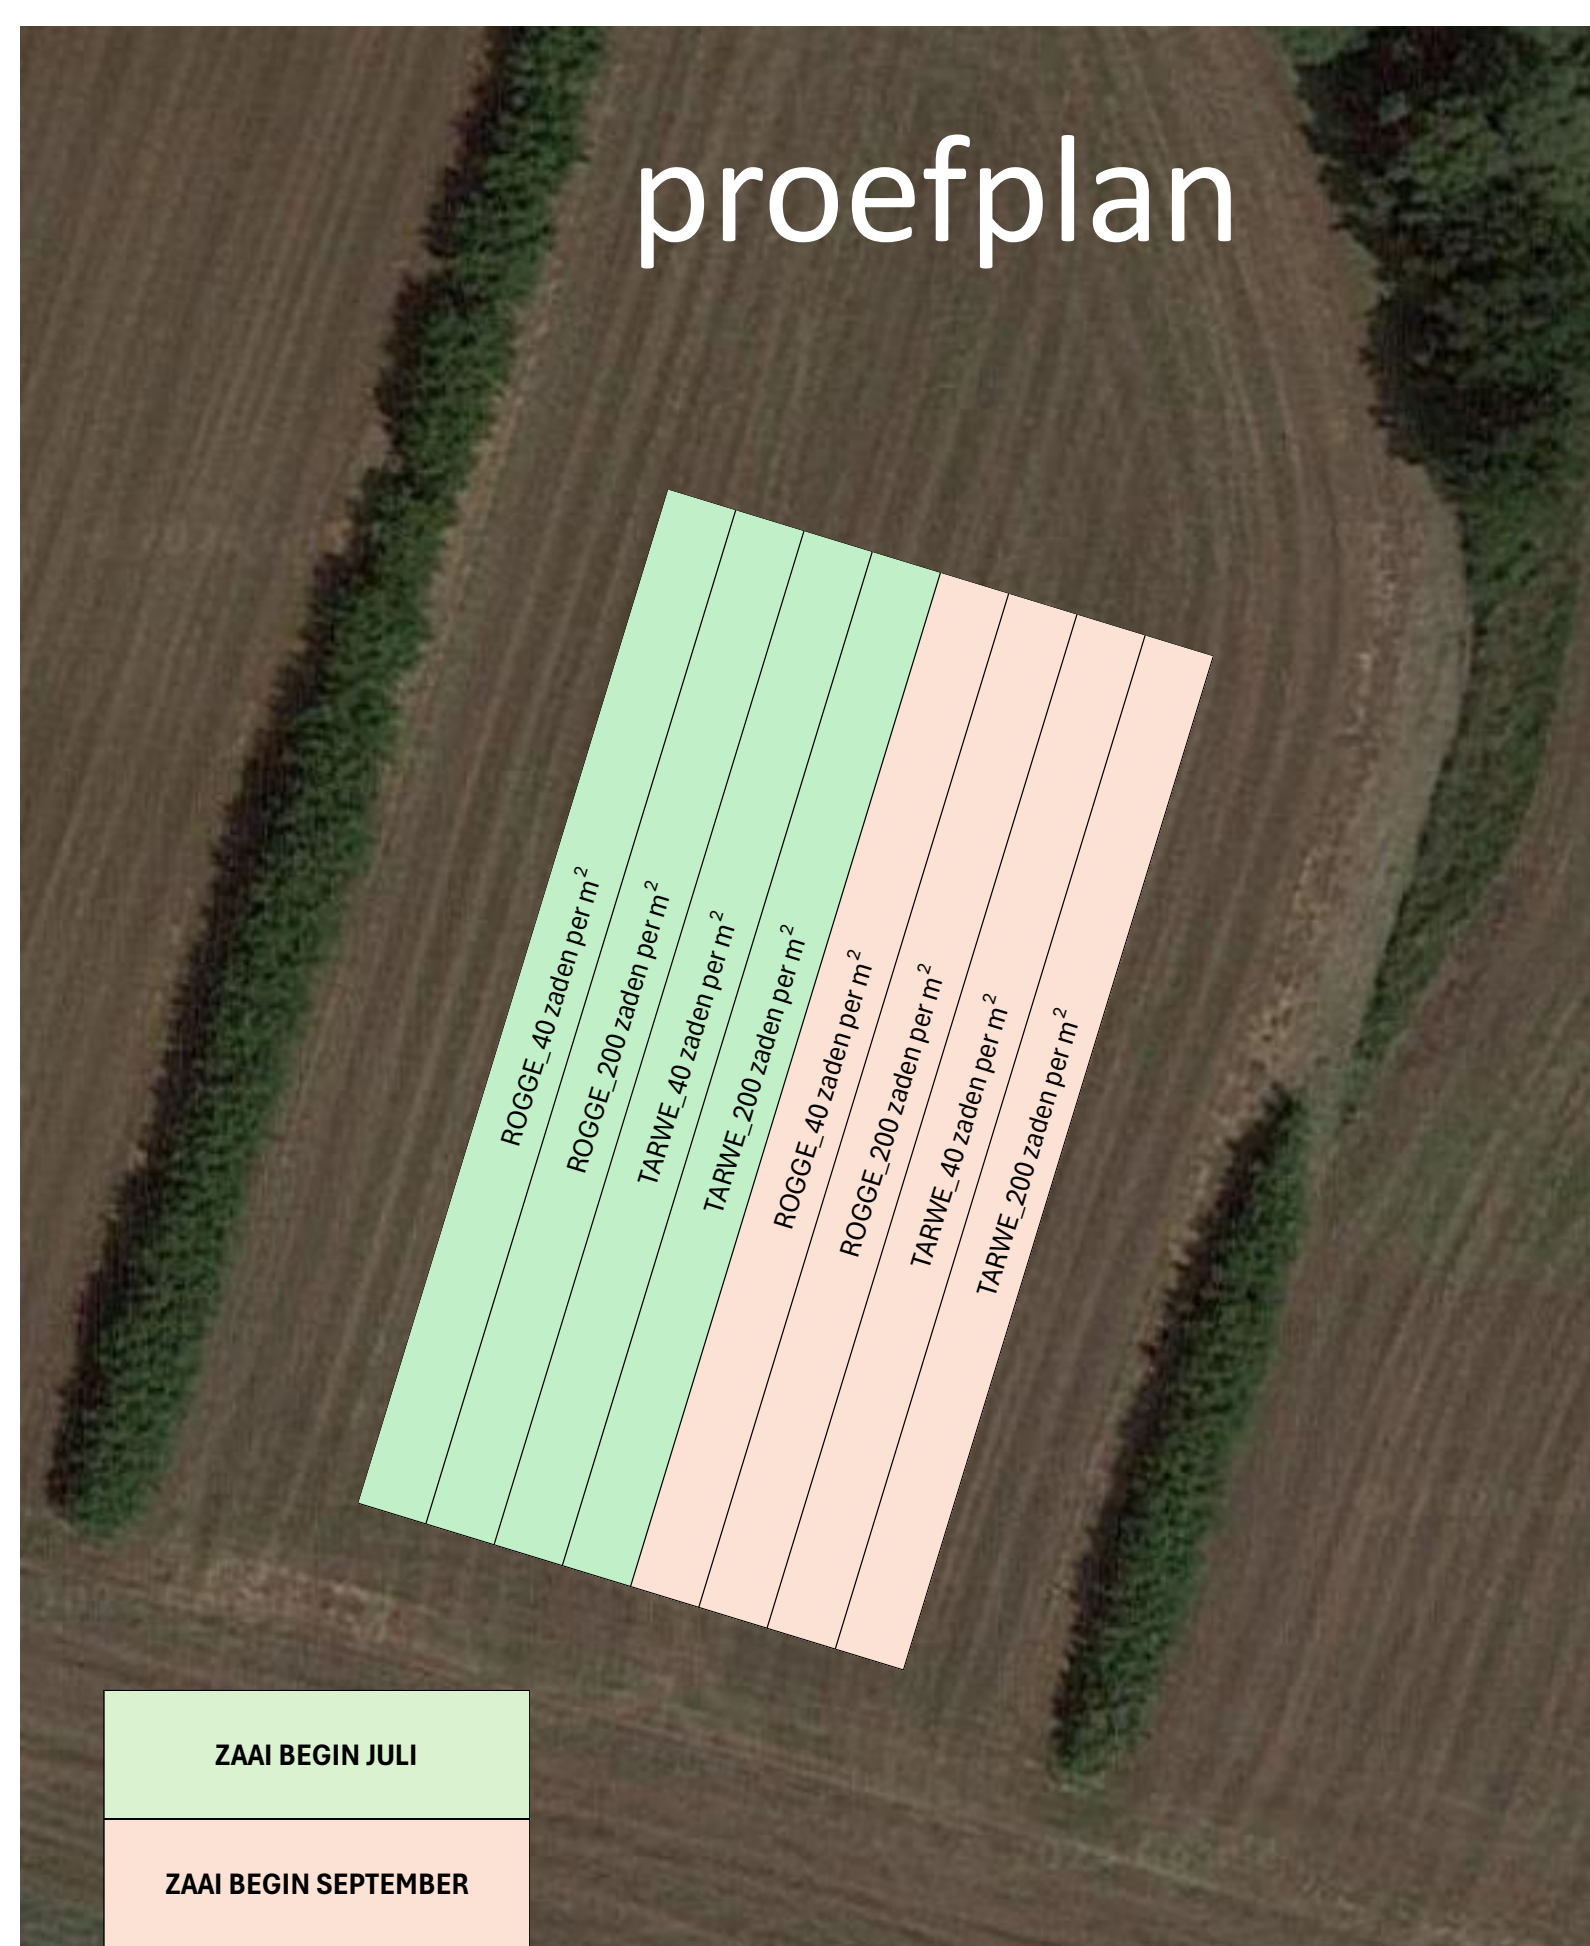 proefplan
ROGGE_40 zaden per m²
ROGGE_200 zaden per m²
TARWE_40 zaden per m²
TARWE_200 zaden per m²
ROGGE_40 zaden per m²
ROGGE_200 zaden per m²
TARWE_40 zaden per m²
TARWE_200 zaden per m²
ZAAI BEGIN JULI
ZAAI BEGIN SEPTEMBER